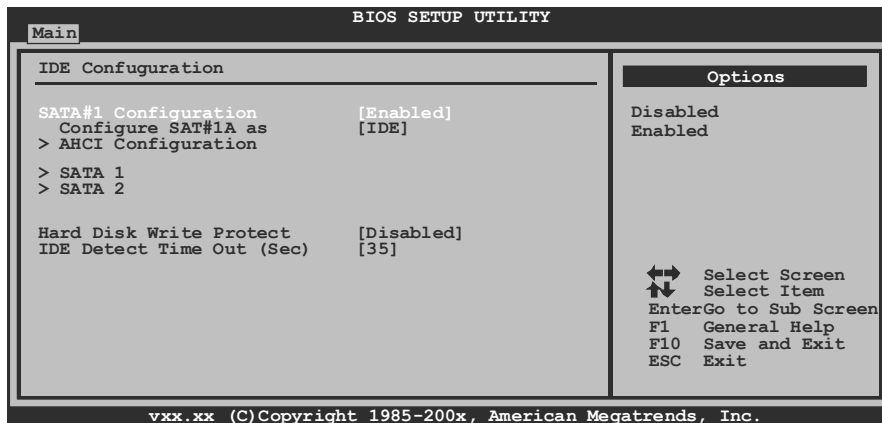 BIOS SETUP UTILITY
Main
IDE Confuguration
SATA#1 Configuration [Enabled]
Configure SAT#1A as [IDE]
> AHCI Configuration
> SATA 1
> SATA 2
Hard Disk Write Protect [Disabled]
IDE Detect Time Out (Sec) [35]
Options
Disabled
Enabled
Select Screen
Select Item
EnterGo to Sub Screen
F1 General Help
F10 Save and Exit
ESC Exit
vxx.xx (C)Copyright 1985-200x, American Megatrends, Inc.